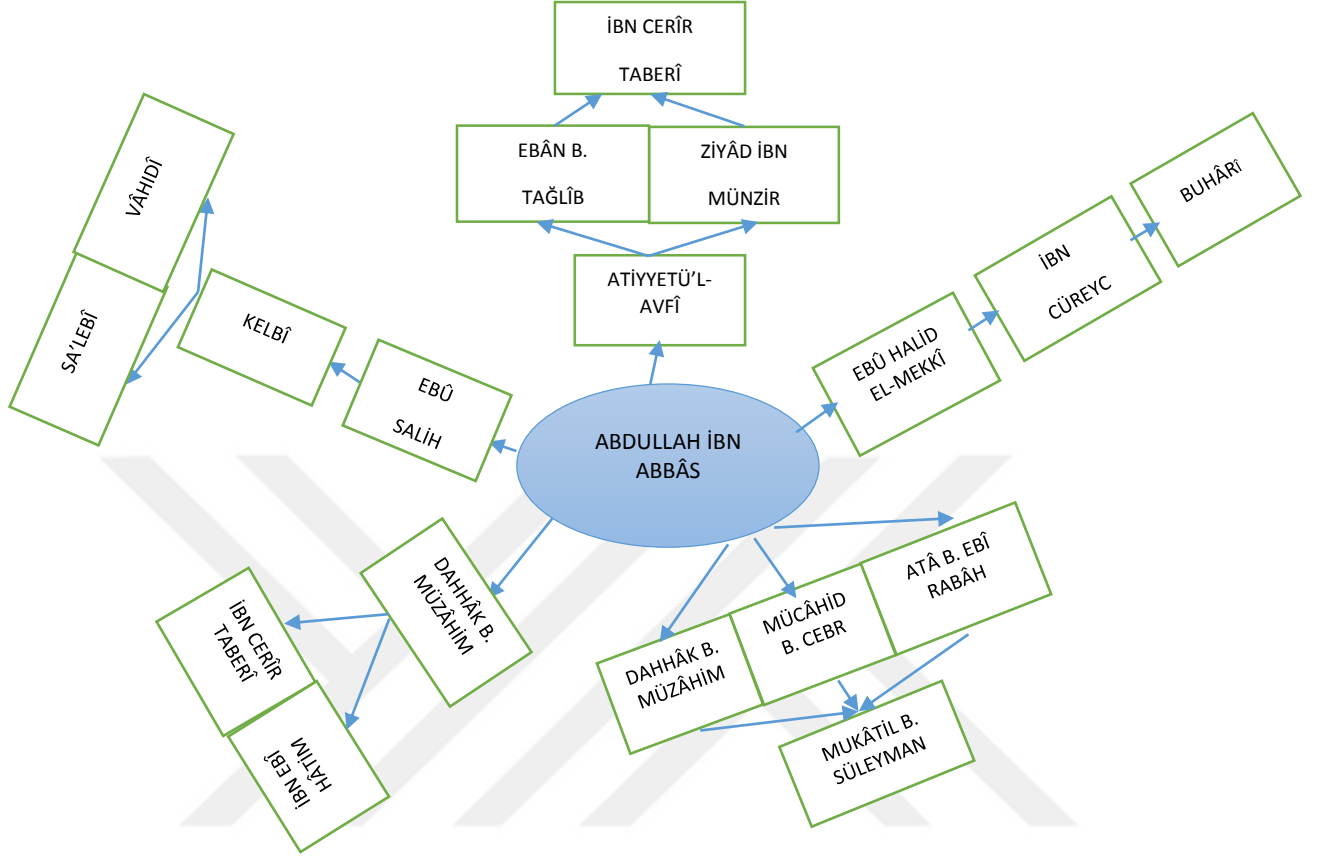 İBN CERÎR
TABERÎ
EBÂN B.
TAĞLÎB
ZİYÂD İBN
MÜNZİR
ATİYYETÜ’L-
AVFÎ
VÂHIDÎ
SA’LEBÎ
KELBÎ
EBÛ
SALİH
BUHÂRî
İBN
CÜREYC
EBÛ HALİD
EL-MEKKÎ
ABDULLAH İBN
ABBÂS
DAHHÂK B.
MÜZÂHİM
İBN CERÎR
TABERÎ
İBN EBÎ
HÂTİM
ATÂ B. EBÎ
RABÂH
MÜCÂHİD
B. CEBR
DAHHÂK B.
MÜZÂHİM
MUKÂTİL B.
SÜLEYMAN